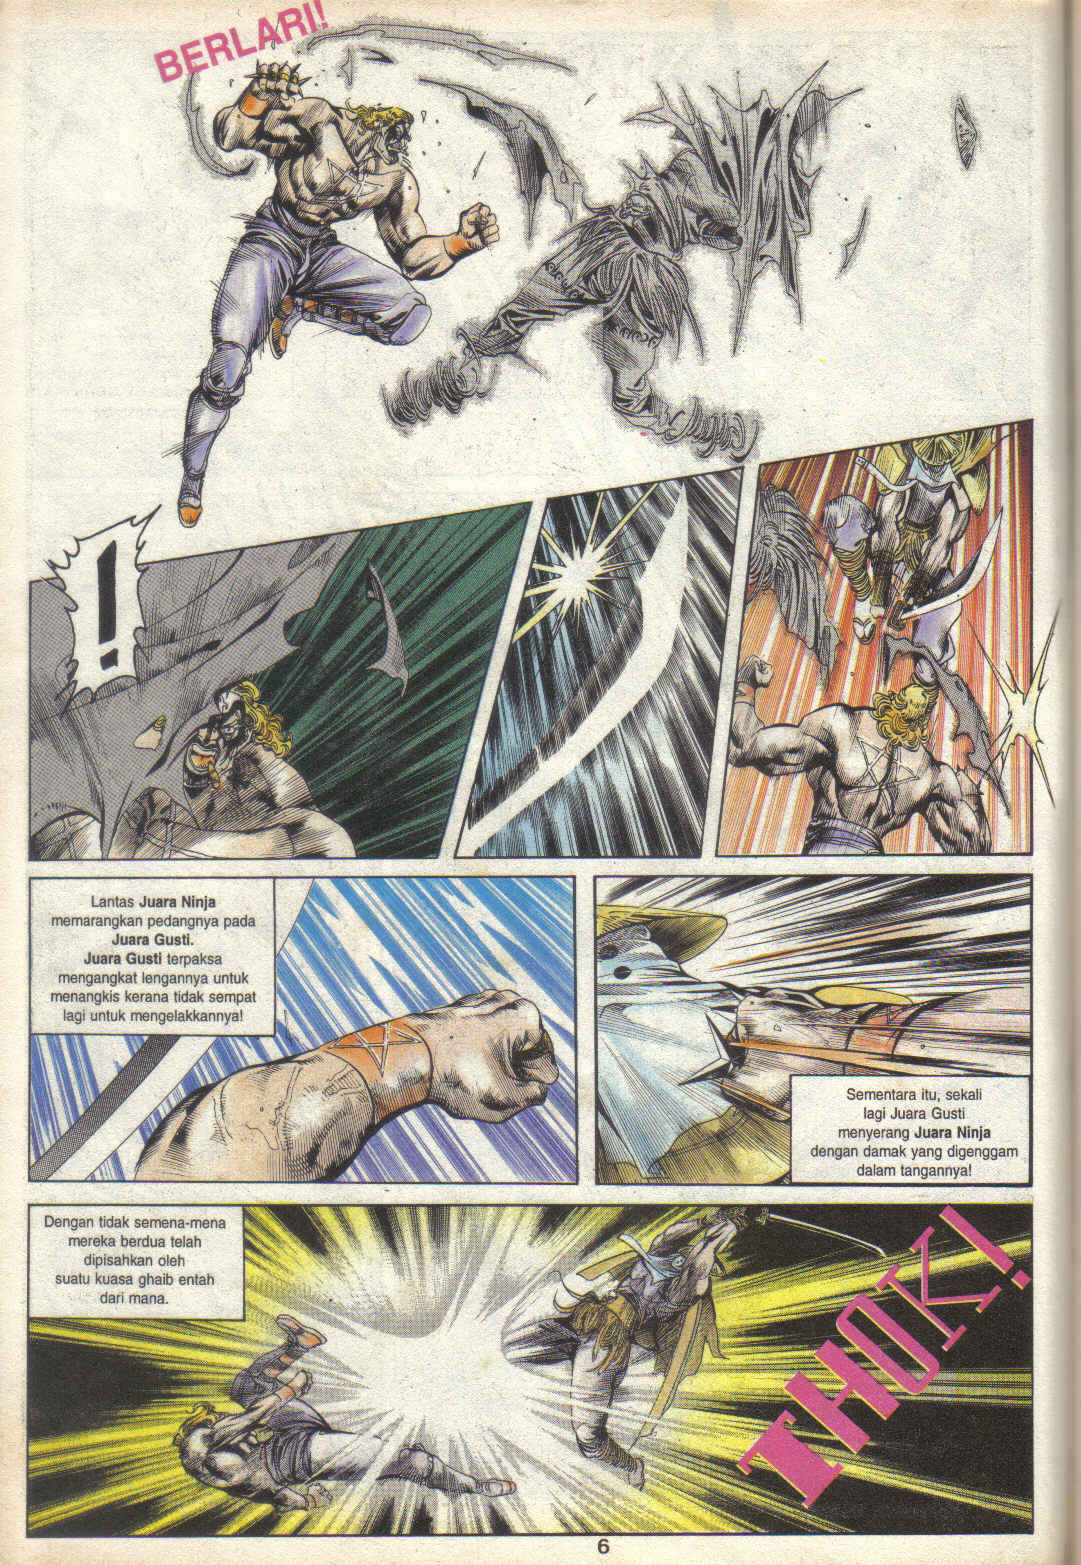 BERLARI!
!
Lantas Juara Ninja
memarangkan pedangnya pada
Juara Gusti.
Juara Gusti terpaksa
mengangkat lengannya untuk
menangkis kerana tidak sempat
lagi untuk mengelakkannya!
Sementara itu, sekali
lagi Juara Gusti
menyerang Juara Ninja
dengan damak yang digenggam
dalam tangannya!
Dengan tidak semena-mena
mereka berdua telah
dipisahkan oleh
suatu kuasa ghaib entah
dari mana.
THOK!
6